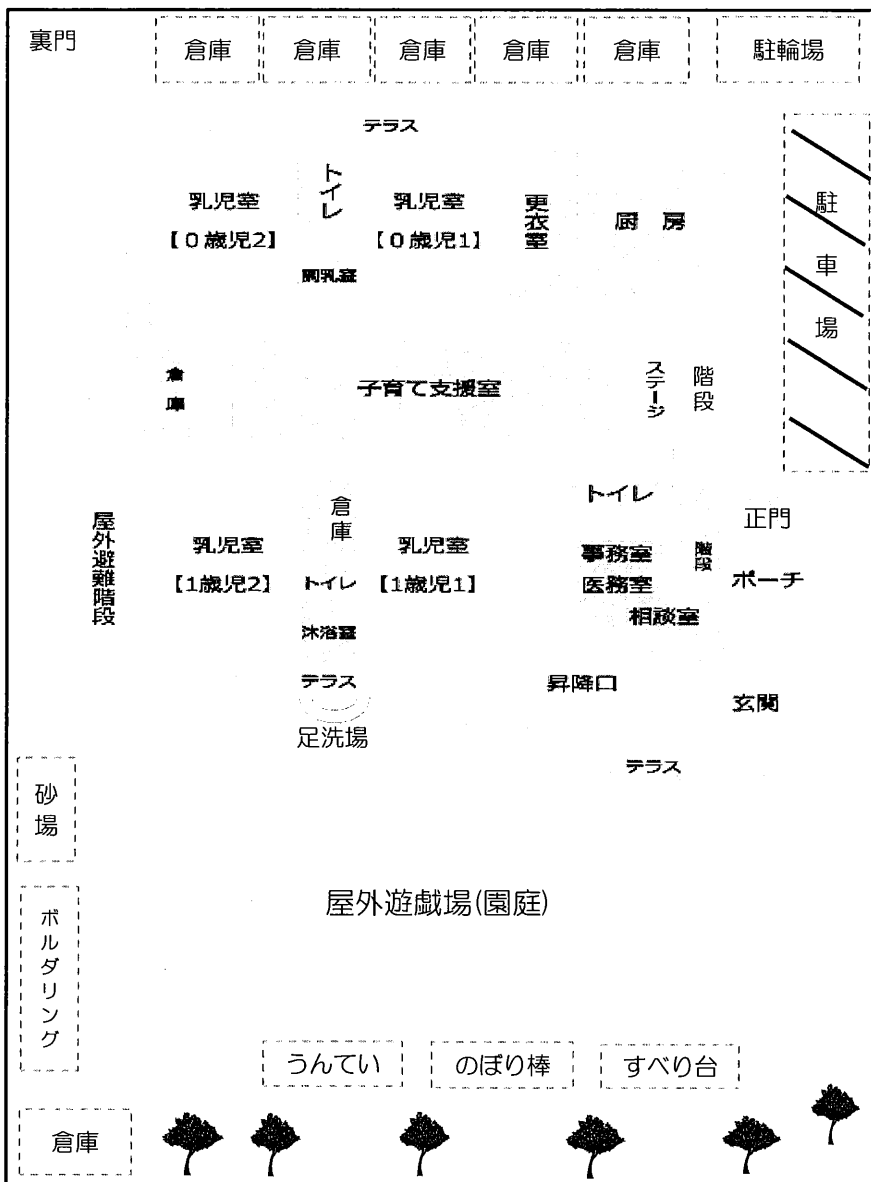 裏門
倉庫
倉庫
倉庫
倉庫
倉庫
駐輪場
テラス
トイレ
乳児室
【0歳児2】
乳児室
【0歳児1】
調乳室
更衣室
厨 房
駐車場
倉庫
子育て支援室
ステージ
階段
屋外避難階段
乳児室
【1歳児2】
倉庫
トイレ
沐浴室
テラス
足洗場
乳児室
【1歳児1】
トイレ
事務室
医務室
相談室
階段
正門
ポーチ
昇降口
玄関
テラス
砂場
ボルダリング
屋外遊戯場(園庭)
うんてい
のぼり棒
すべり台
倉庫